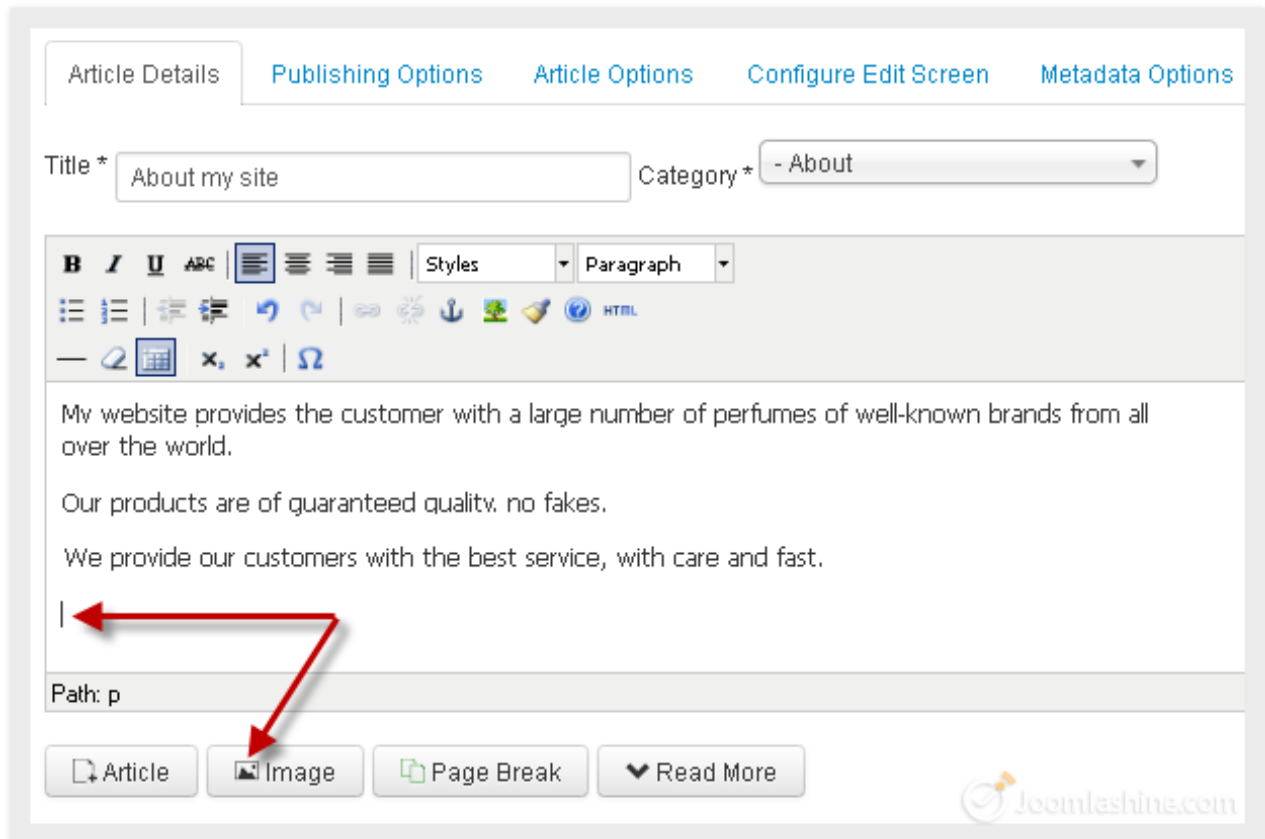 Article Details Publishing Options Article Options Configure Edit Screen Metadata Options
Title * About my site Category * - About
B I U ABC Styles Paragraph
HTML
x, x² Ω
My website provides the customer with a large number of perfumes of well-known brands from all
over the world.
Our products are of guaranteed quality. no fakes.
We provide our customers with the best service, with care and fast.
Path: p
Article Image Page Break Read More
Joomlashine.com